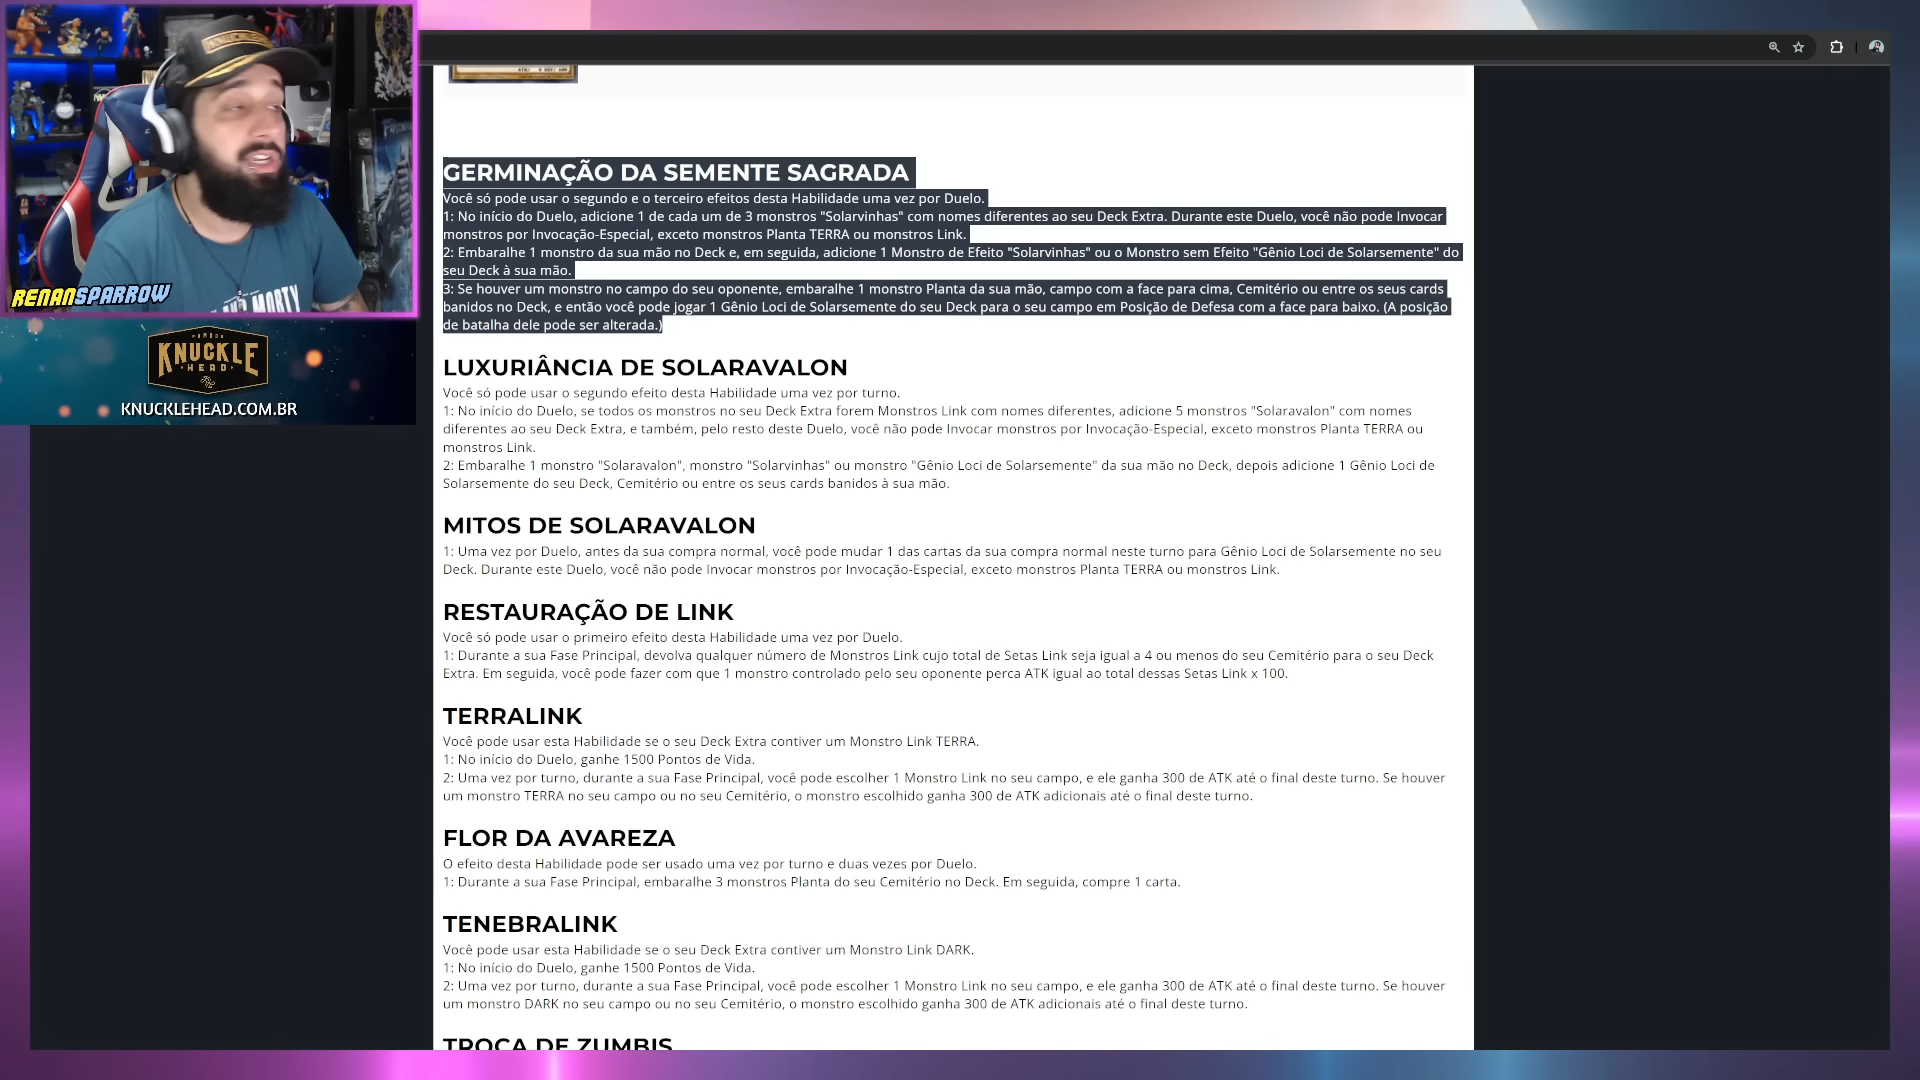 GERMINAÇÃO DA SEMENTE SAGRADA
Você só pode usar o segundo e o terceiro efeitos desta Habilidade uma vez por Duelo.
1: No início do Duelo, adicione 1 de cada um de 3 monstros "Solarvinhas" com nomes diferentes ao seu Deck Extra. Durante este Duelo, você não pode Invocar
monstros por Invocação-Especial, exceto monstros Planta TERRA ou monstros Link.
2: Embaralhe 1 monstro da sua mão no Deck e, em seguida, adicione 1 Monstro de Efeito "Solarvinhas" ou o Monstro sem Efeito "Gênio Loci de Solarsemente" do
seu Deck à sua mão.
3: Se houver um monstro no campo do seu oponente, embaralhe 1 monstro Planta da sua mão, campo com a face para cima, Cemitério ou entre os seus cards
banidos no Deck, e então você pode jogar 1 Gênio Loci de Solarsemente do seu Deck para o seu campo em Posição de Defesa com a face para baixo. (A posição
de batalha dele pode ser alterada.)
RENANSPARROW
KNUCKLE
HEAD
KNUCKLEHEAD.COM.BR
LUXURIÂNCIA DE SOLARAVALON
Você só pode usar o segundo efeito desta Habilidade uma vez por turno.
1: No início do Duelo, se todos os monstros no seu Deck Extra forem Monstros Link com nomes diferentes, adicione 5 monstros "Solaravalon" com nomes
diferentes ao seu Deck Extra, e também, pelo resto deste Duelo, você não pode Invocar monstros por Invocação-Especial, exceto monstros Planta TERRA ou
monstros Link.
2: Embaralhe 1 monstro "Solaravalon", monstro "Solarvinhas" ou monstro "Gênio Loci de Solarsemente" da sua mão no Deck, depois adicione 1 Gênio Loci de
Solarsemente do seu Deck, Cemitério ou entre os seus cards banidos à sua mão.
MITOS DE SOLARAVALON
1: Uma vez por Duelo, antes da sua compra normal, você pode mudar 1 das cartas da sua compra normal neste turno para Gênio Loci de Solarsemente no seu
Deck. Durante este Duelo, você não pode Invocar monstros por Invocação-Especial, exceto monstros Planta TERRA ou monstros Link.
RESTAURAÇÃO DE LINK
Você só pode usar o primeiro efeito desta Habilidade uma vez por Duelo.
1: Durante a sua Fase Principal, devolva qualquer número de Monstros Link cujo total de Setas Link seja igual a 4 ou menos do seu Cemitério para o seu Deck
Extra. Em seguida, você pode fazer com que 1 monstro controlado pelo seu oponente perca ATK igual ao total dessas Setas Link x 100.
TERRALINK
Você pode usar esta Habilidade se o seu Deck Extra contiver um Monstro Link TERRA.
1: No início do Duelo, ganhe 1500 Pontos de Vida.
2: Uma vez por turno, durante a sua Fase Principal, você pode escolher 1 Monstro Link no seu campo, e ele ganha 300 de ATK até o final deste turno. Se houver
um monstro TERRA no seu campo ou no seu Cemitério, o monstro escolhido ganha 300 de ATK adicionais até o final deste turno.
FLOR DA AVAREZA
O efeito desta Habilidade pode ser usado uma vez por turno e duas vezes por Duelo.
1: Durante a sua Fase Principal, embaralhe 3 monstros Planta do seu Cemitério no Deck. Em seguida, compre 1 carta.
TENEBRALINK
Você pode usar esta Habilidade se o seu Deck Extra contiver um Monstro Link DARK.
1: No início do Duelo, ganhe 1500 Pontos de Vida.
2: Uma vez por turno, durante a sua Fase Principal, você pode escolher 1 Monstro Link no seu campo, e ele ganha 300 de ATK até o final deste turno. Se houver
um monstro DARK no seu campo ou no seu Cemitério, o monstro escolhido ganha 300 de ATK adicionais até o final deste turno.
TROCA DE ZUMBIS